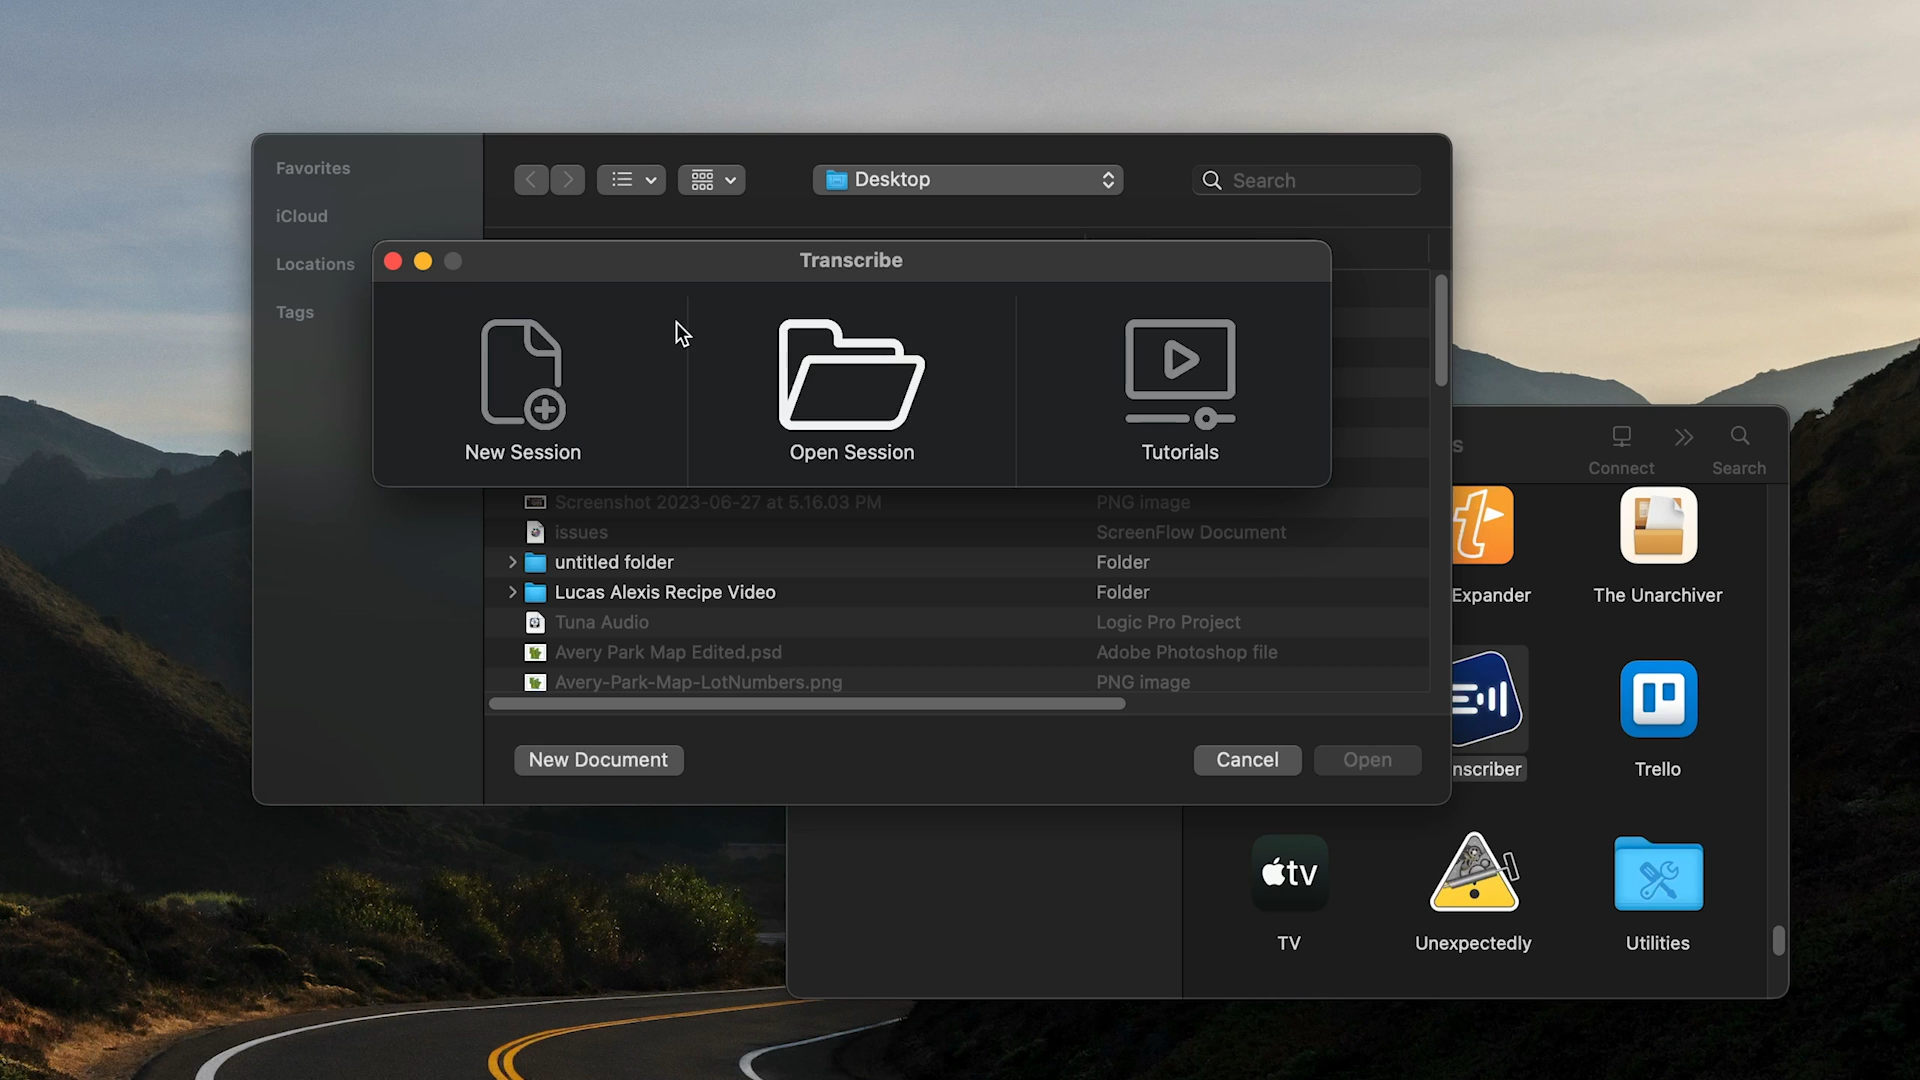 Favorites
iCloud
Locations
Tags
Desktop
Search
Transcribe
New Session
Open Session
Tutorials
Screenshot 2023-06-27 at 5.16.03 PM PNG image
issues ScreenFlow Document
untitled folder Folder
Lucas Alexis Recipe Video Folder
Tuna Audio Logic Pro Project
Avery Park Map Edited.psd Adobe Photoshop file
Avery-Park-Map-LotNumbers.png PNG image
New Document
Cancel
Open
s
Connect
Search
Expander
The Unarchiver
nscriber
Trello
tv
TV
Unexpectedly
Utilities